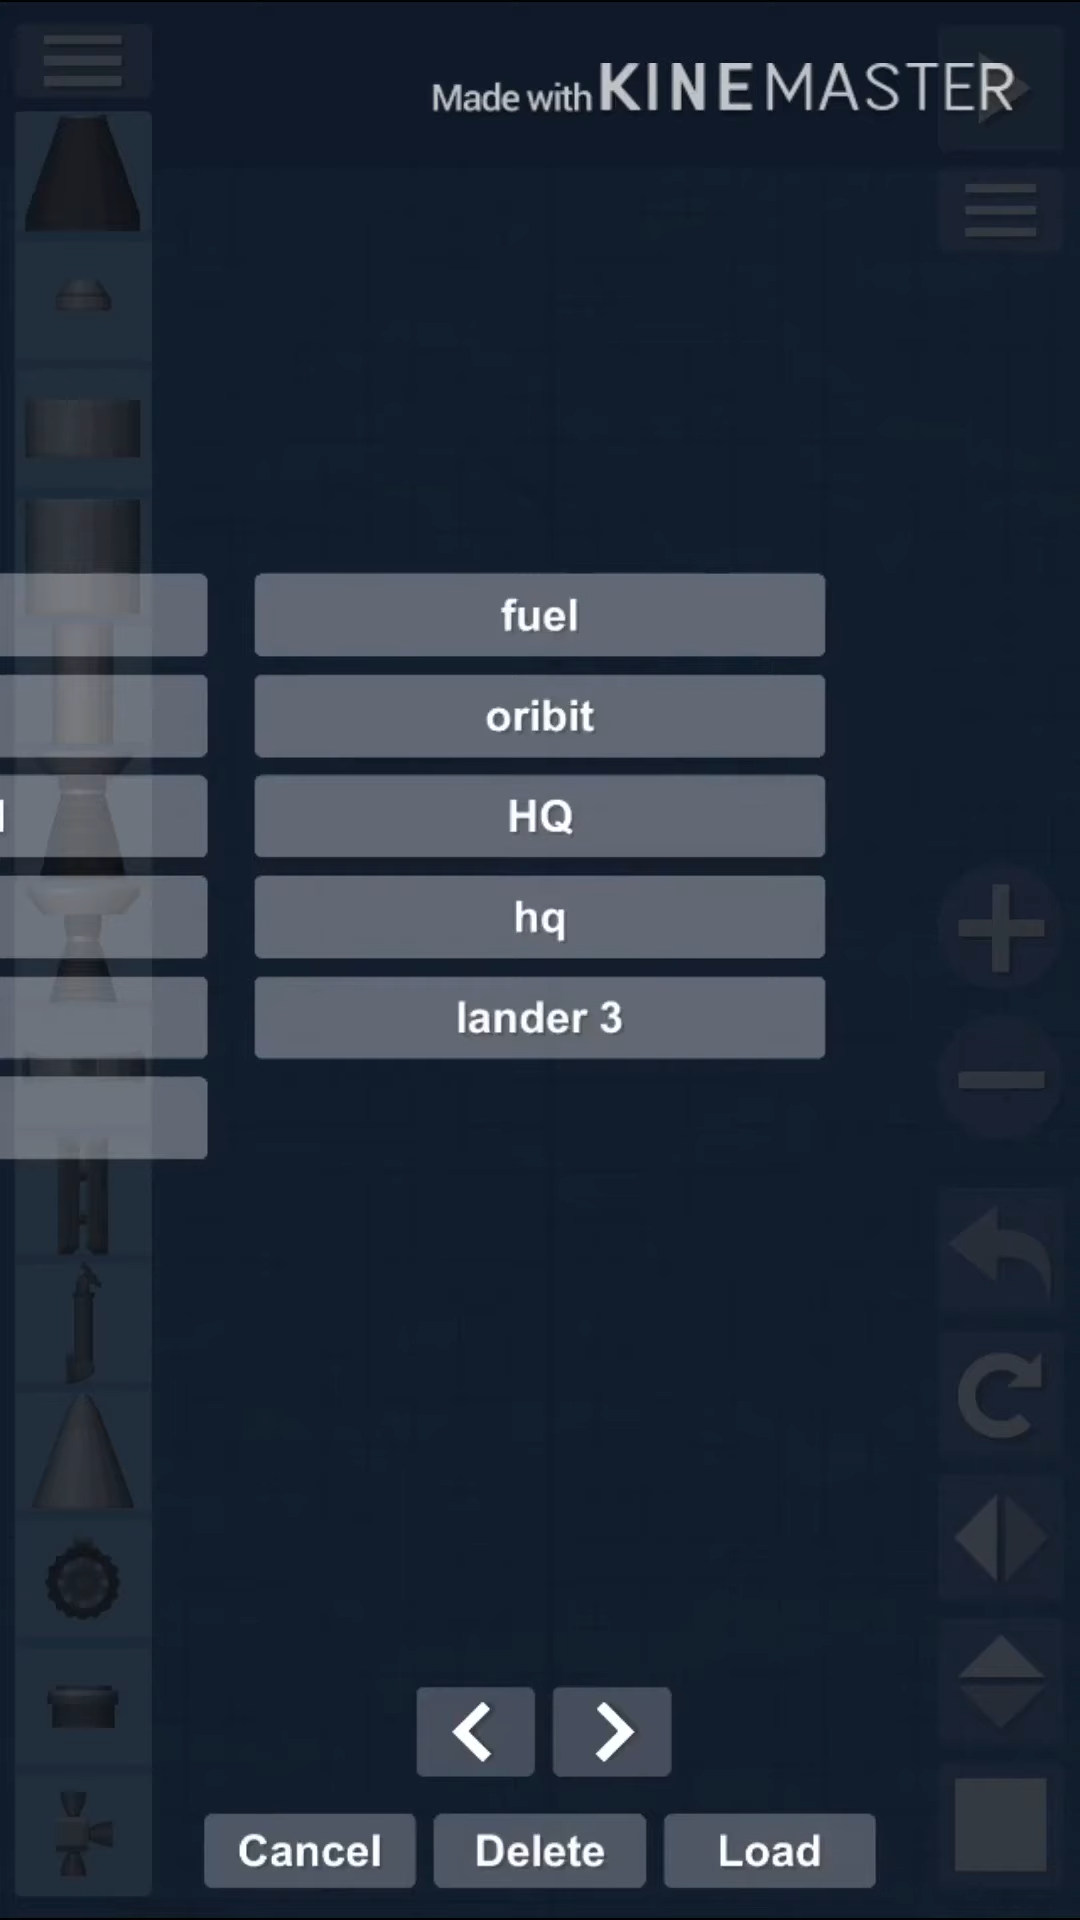 Made with KINEMASTER
fuel
oribit
HQ
hq
lander 3
Cancel
Delete
Load